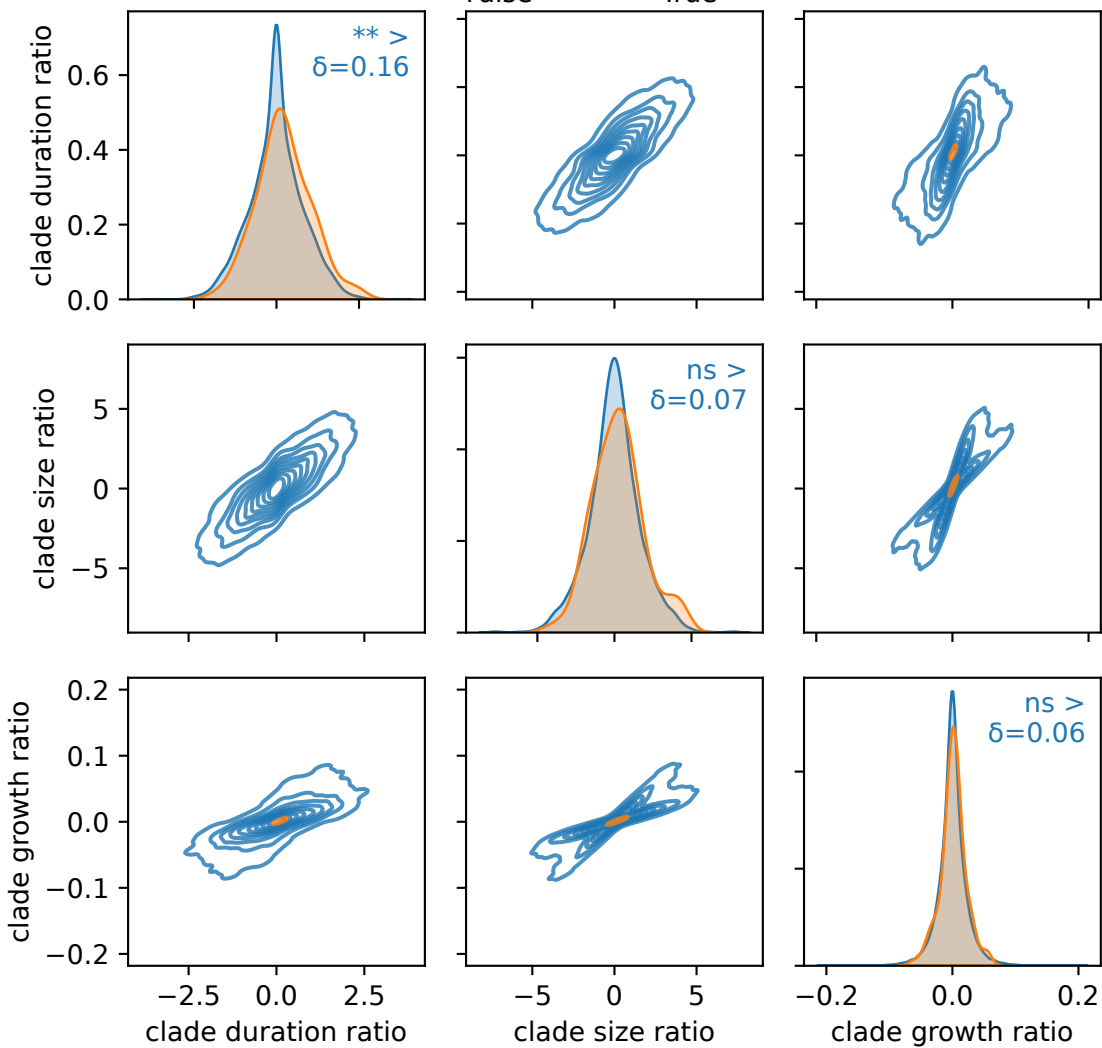 ** >
δ=0.16
clade duration ratio
0.6
0.4
0.2
0.0
ns >
δ=0.07
clade size ratio
5
0
−5
ns >
δ=0.06
clade growth ratio
0.2
0.1
0.0
−0.1
−0.2
−2.5 0.0 2.5
−5 0 5
−0.2 0.0 0.2
clade duration ratio
clade size ratio
clade growth ratio